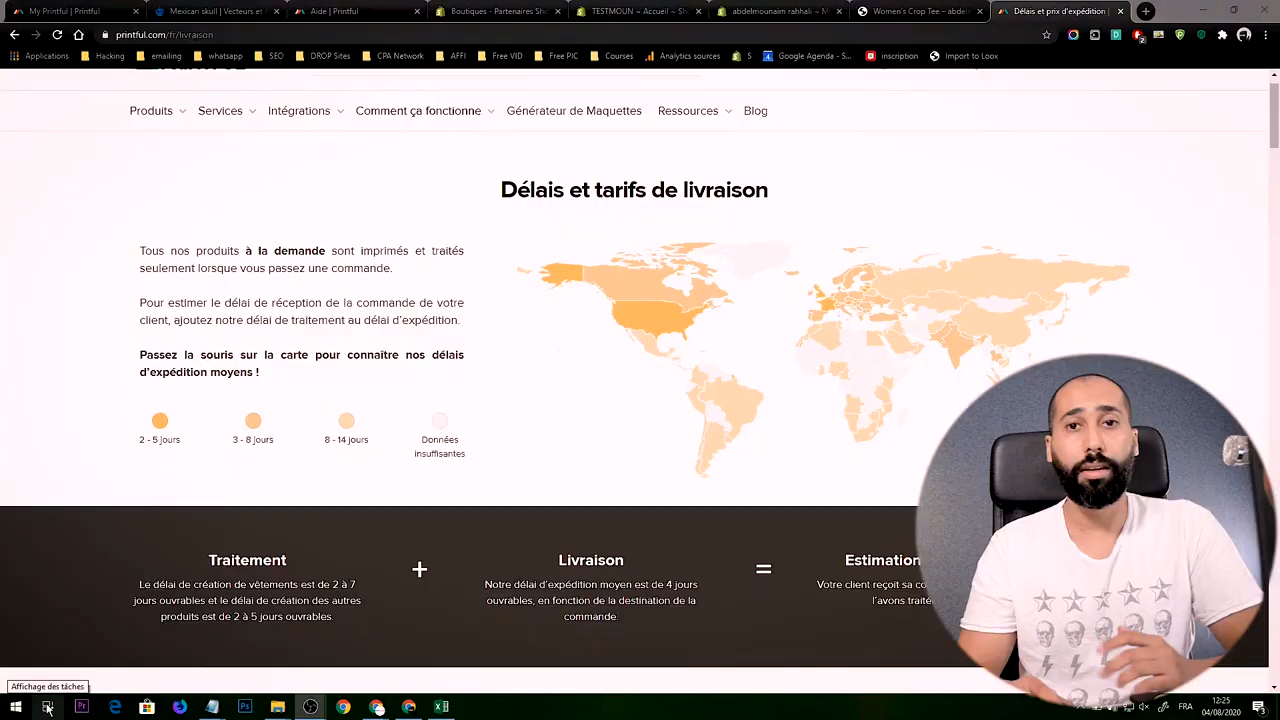 My Printful | Printful
Mexican skull | Vecteurs et
Aide | Printful
Boutiques - Partenaires Sho
TESTMOUN ~ Accueil ~ Sh
abdelmounaim rahhali ~ M
Women's Crop Tee – abde
Délais et prix d'expédition |
printful.com/fr/livraison
Applications
Hacking
emailing
whatsapp
SEO
DROP Sites
CPA Network
AFFI
Free VID
Free PIC
Courses
Analytics sources
S
Google Agenda - S...
inscription
Import to Loox
Produits
Services
Intégrations
Comment ça fonctionne
Générateur de Maquettes
Ressources
Blog
Délais et tarifs de livraison
Tous nos produits à la demande sont imprimés et traités
seulement lorsque vous passez une commande.
Pour estimer le délai de réception de la commande de votre
client, ajoutez notre délai de traitement au délai d'expédition.
Passez la souris sur la carte pour connaître nos délais
d'expédition moyens !
2 - 5 jours
3 - 8 jours
8 - 14 jours
Données
insuffisantes
Traitement
Le délai de création de vêtements est de 2 à 7
jours ouvrables et le délai de création des autres
produits est de 2 à 5 jours ouvrables.
+
Livraison
Notre délai d'expédition moyen est de 4 jours
ouvrables, en fonction de la destination de la
commande.
=
Estimation
Votre client reçoit sa
l'avons
Affichage des tâches
FRA
12:25
04/08/2020